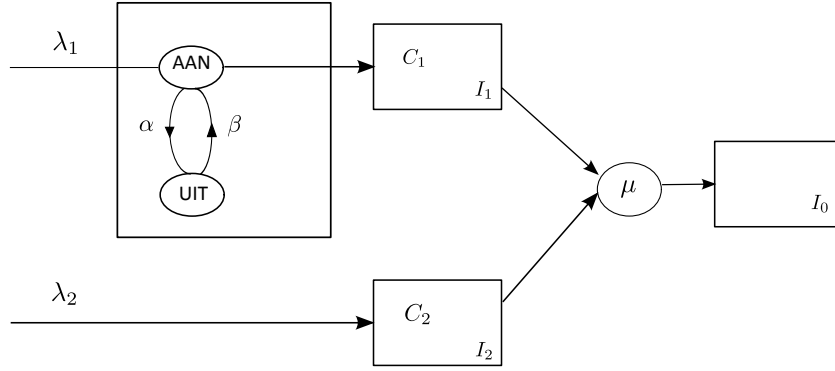 λ₁
AAN
α
β
UIT
C₁
I₁
μ
I₀
λ₂
C₂
I₂